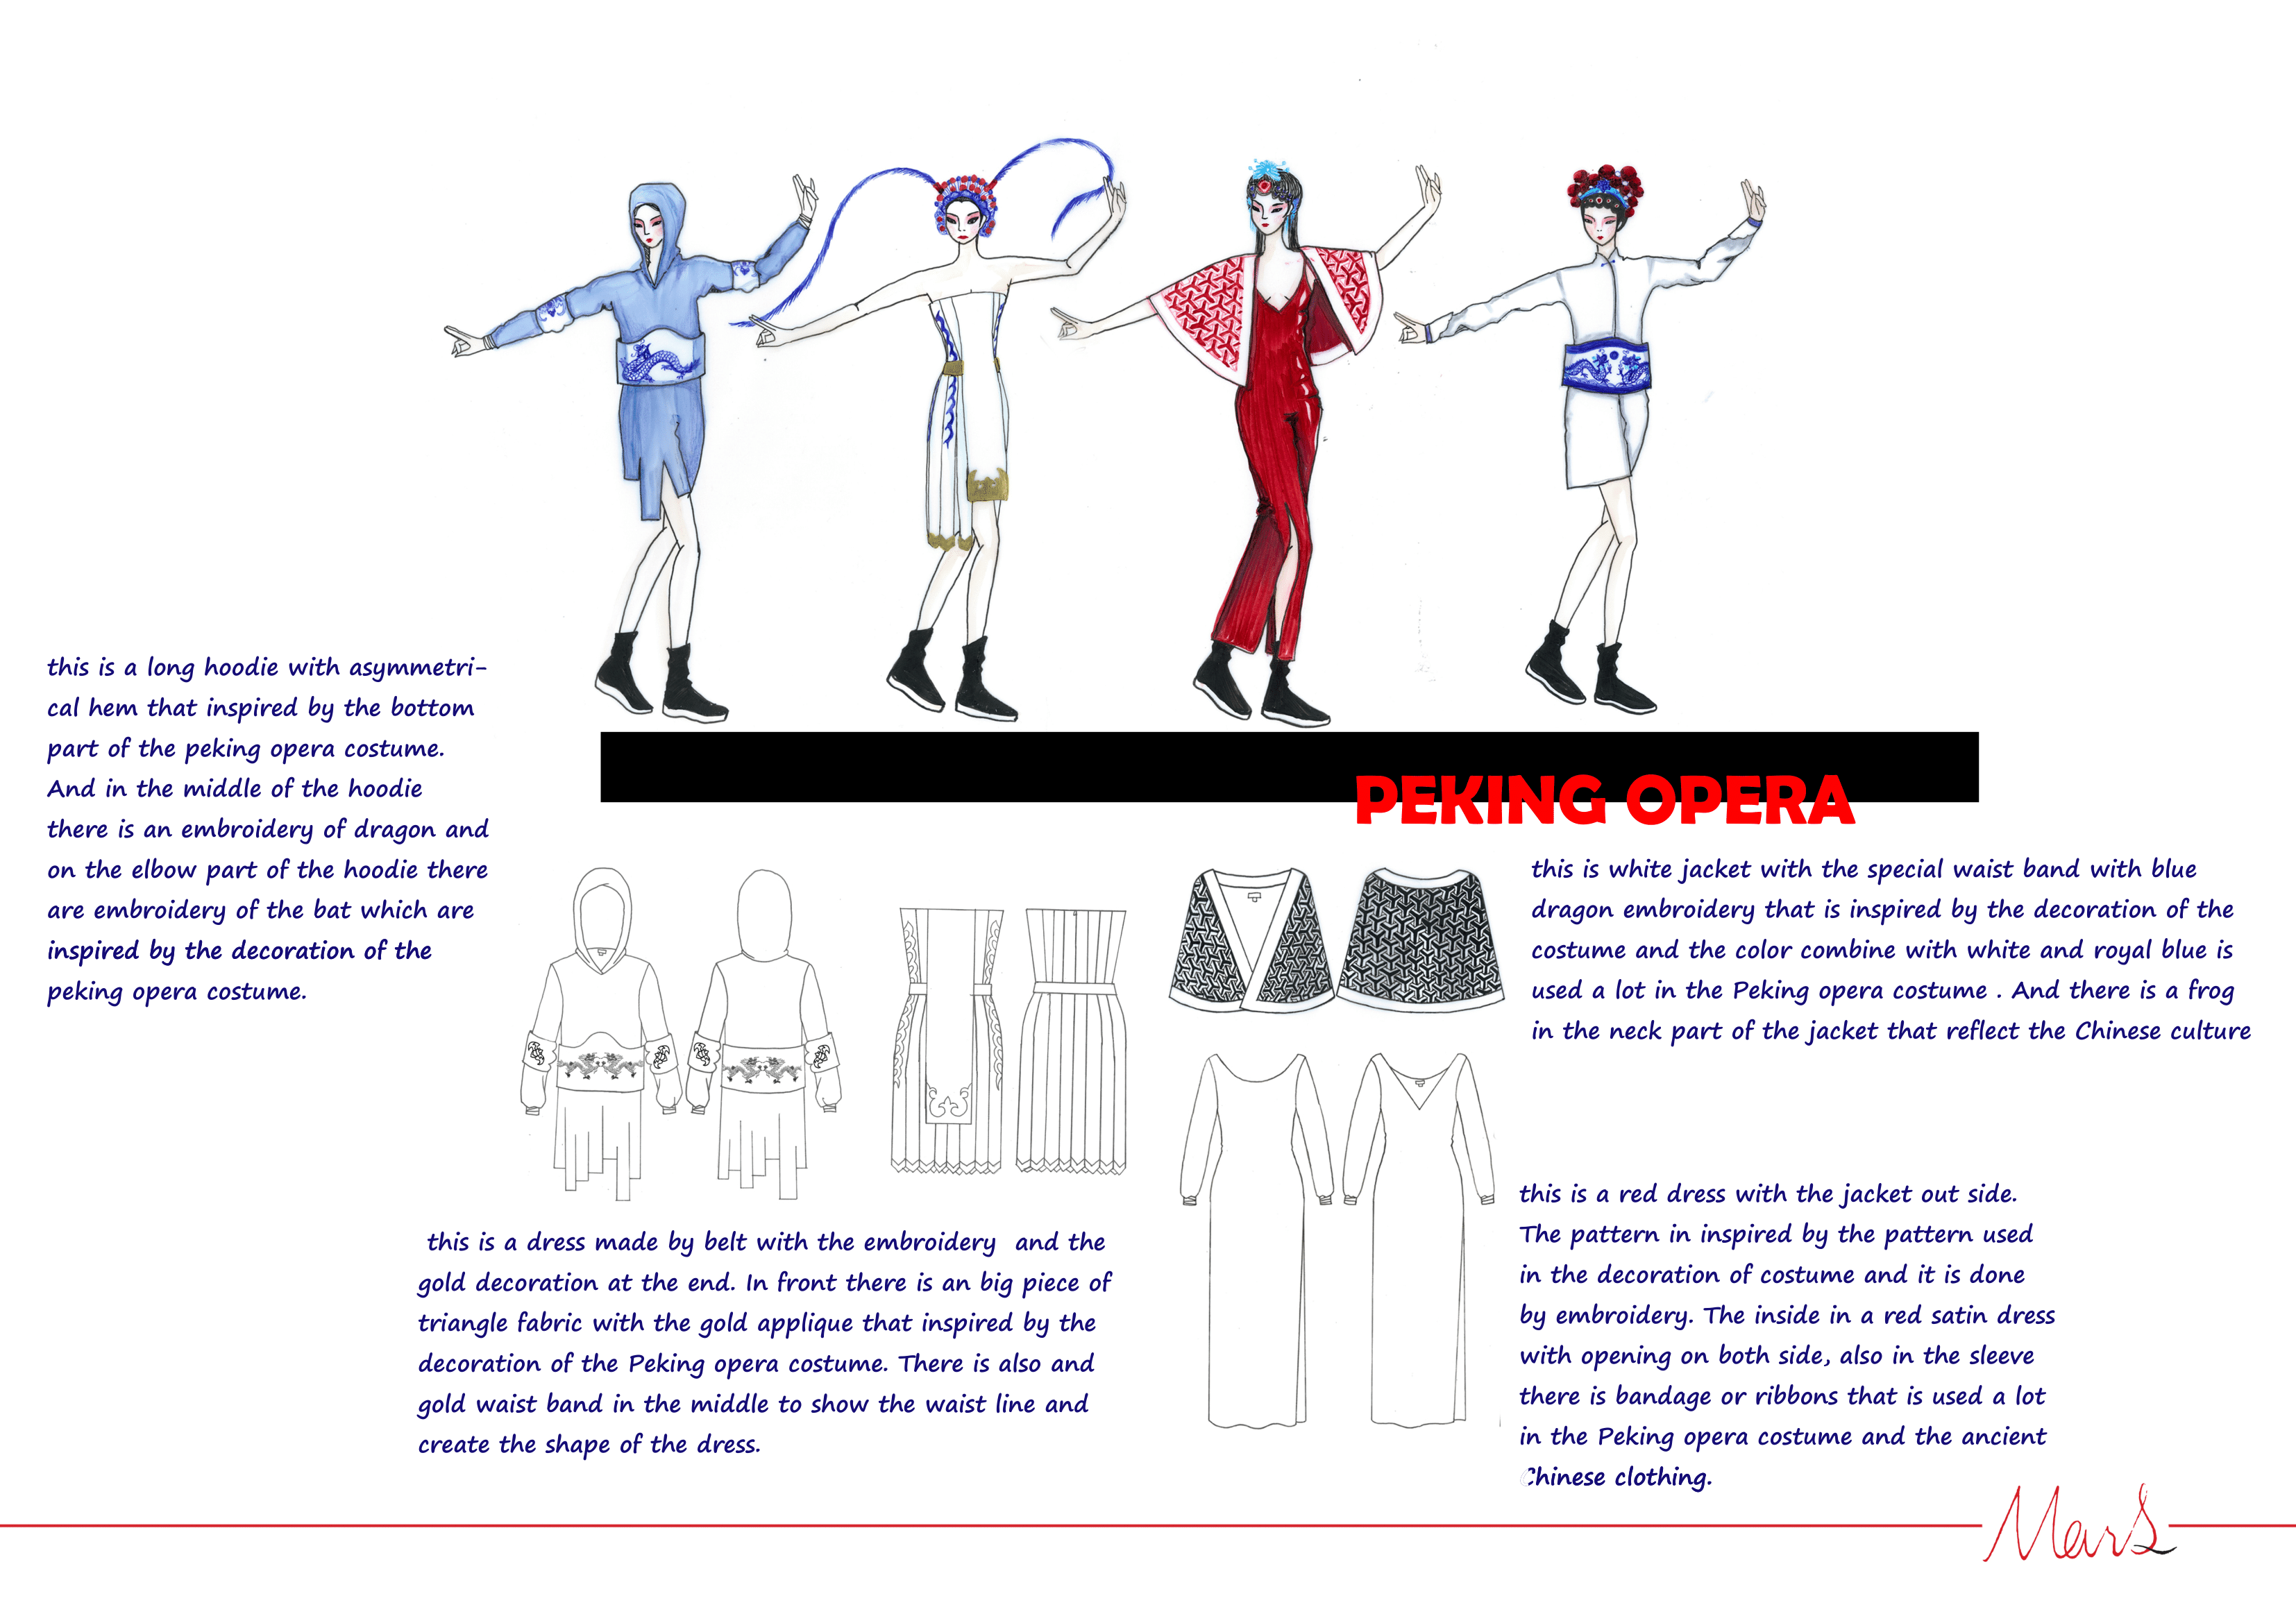 this is a long hoodie with asymmetri-
cal hem that inspired by the bottom
part of the peking opera costume.
And in the middle of the hoodie
there is an embroidery of dragon and
on the elbow part of the hoodie there
are embroidery of the bat which are
inspired by the decoration of the
peking opera costume.
PEKING OPERA
this is white jacket with the special waist band with blue
dragon embroidery that is inspired by the decoration of the
costume and the color combine with white and royal blue is
used a lot in the Peking opera costume . And there is a frog
in the neck part of the jacket that reflect the Chinese culture
this is a dress made by belt with the embroidery and the
gold decoration at the end. In front there is an big piece of
triangle fabric with the gold applique that inspired by the
decoration of the Peking opera costume. There is also and
gold waist band in the middle to show the waist line and
create the shape of the dress.
this is a red dress with the jacket out side.
The pattern in inspired by the pattern used
in the decoration of costume and it is done
by embroidery. The inside in a red satin dress
with opening on both side, also in the sleeve
there is bandage or ribbons that is used a lot
in the Peking opera costume and the ancient
Chinese clothing.
MarS